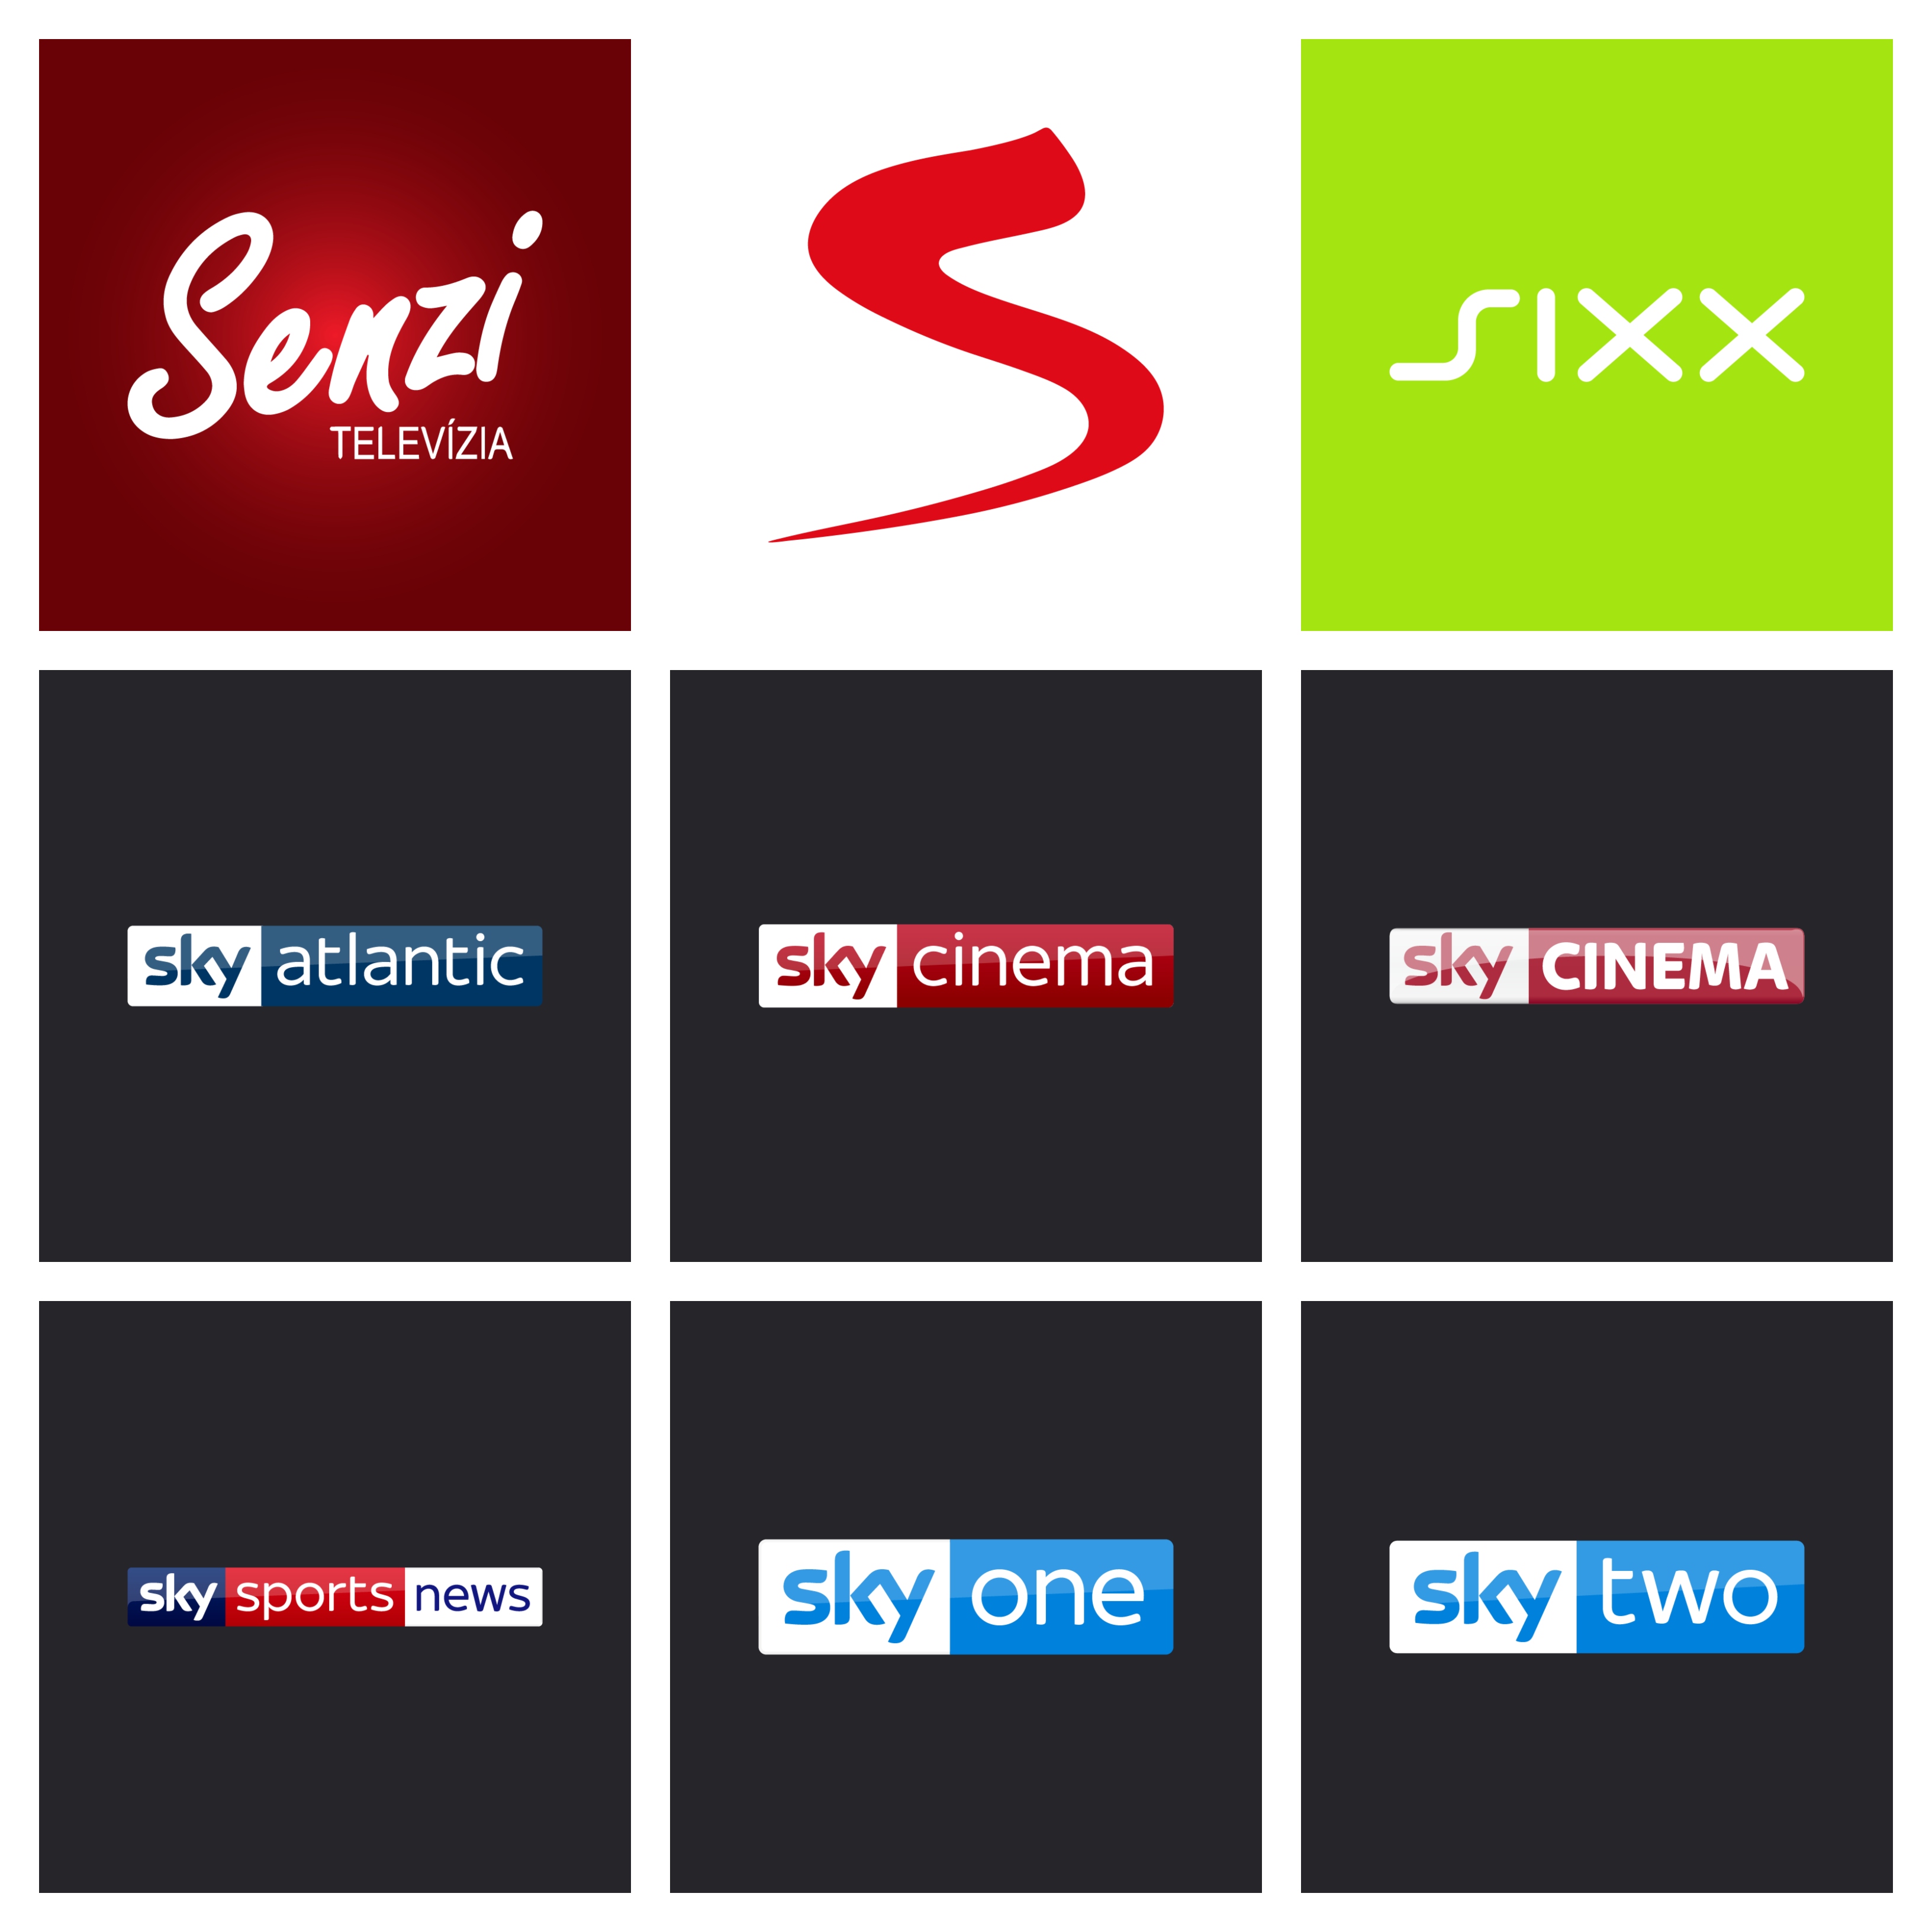 Senzi
TELEVÍZIA
S
sixx
sky atlantic
sky cinema
sky CINEMA
sky sports news
sky one
sky two